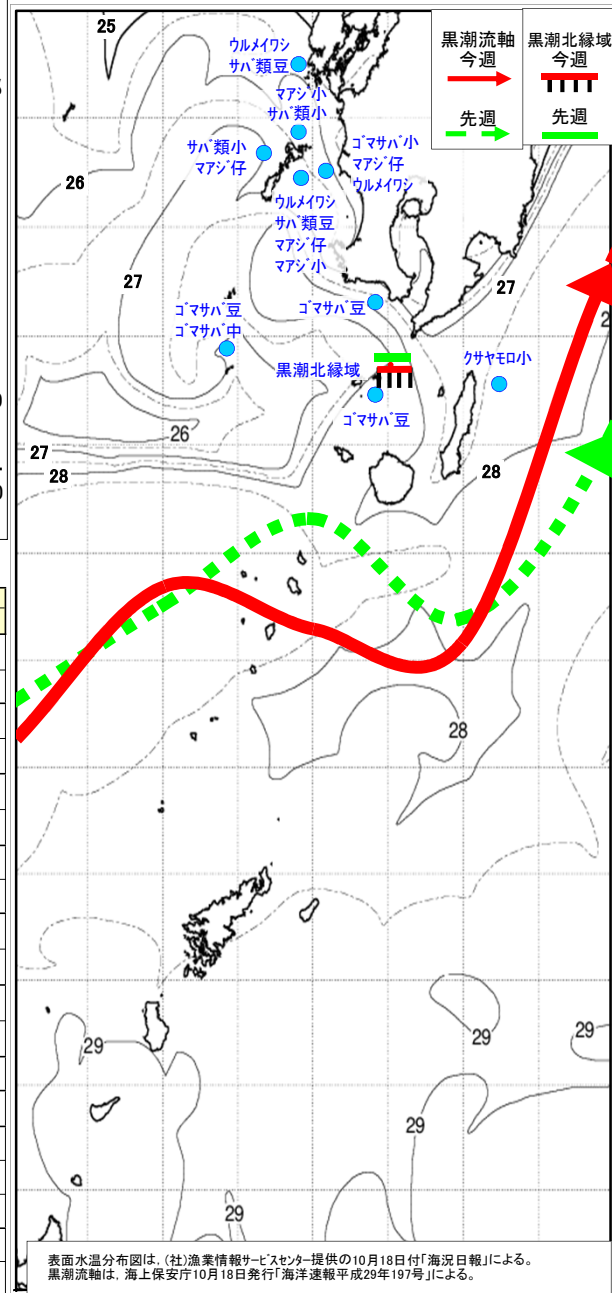 黒潮流軸
今週
先週
黒潮北縁域
今週
先週
25
ウルメイワシ
サバ類豆
マアジ小
サバ類小
サバ類小
マアジ仔
ゴマサバ小
マアジ仔
ウルメイワシ
26
ウルメイワシ
サバ類豆
マアジ仔
マアジ小
27
27
ゴマサバ豆
ゴマサバ中
ゴマサバ豆
黒潮北縁域
クサヤモロ小
ゴマサバ豆
26
27
28
28
28
29
29
29
29
29
表面水温分布図は，(社)漁業情報サービスセンター提供の10月18日付「海況日報」による。
黒潮流軸は，海上保安庁10月18日発行「海洋速報平成29年197号」による。